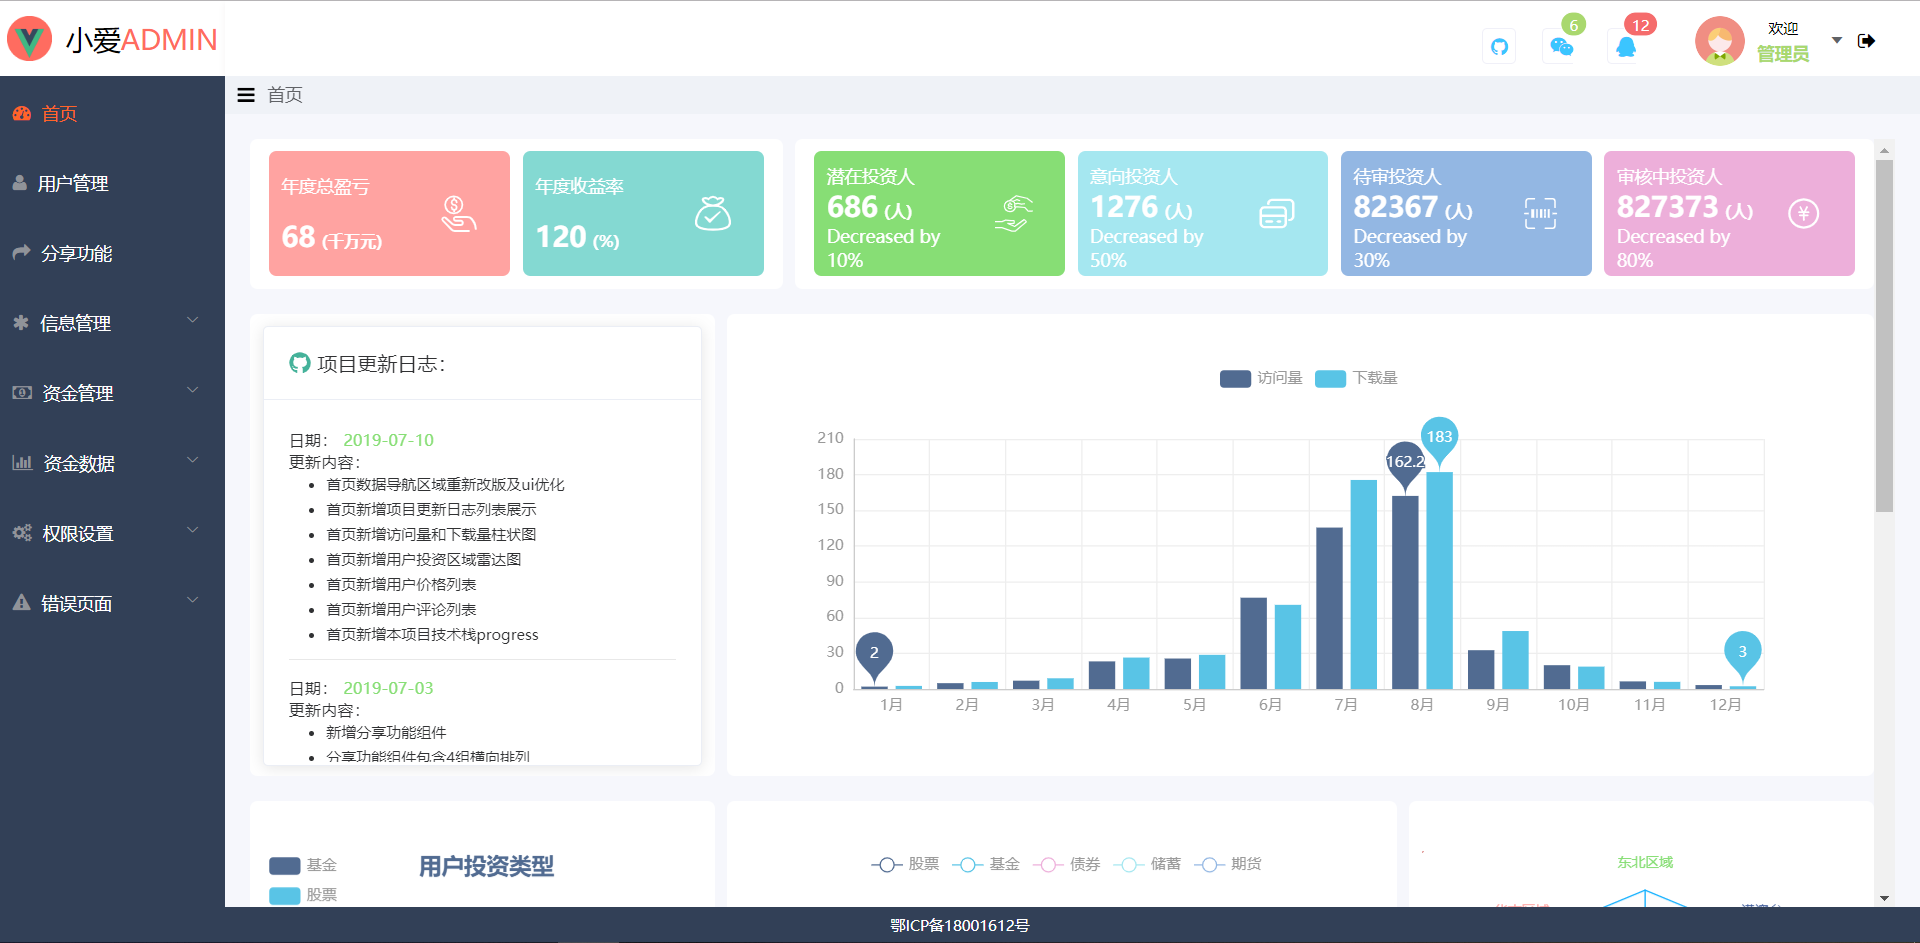 小爱ADMIN
6
12
欢迎
管理员
首页
首页
用户管理
分享功能
信息管理
资金管理
资金数据
权限设置
错误页面
年度总盈亏
68 (千万元)
年度收益率
120 (%)
潜在投资人
686 (人)
Decreased by
10%
意向投资人
1276 (人)
Decreased by
50%
待审投资人
82367 (人)
Decreased by
30%
审核中投资人
827373 (人)
Decreased by
80%
项目更新日志：
日期： 2019-07-10
更新内容：
首页数据导航区域重新改版及ui优化
首页新增项目更新日志列表展示
首页新增访问量和下载量柱状图
首页新增用户投资区域雷达图
首页新增用户价格列表
首页新增用户评论列表
首页新增本项目技术栈progress
日期： 2019-07-03
更新内容：
新增分享功能组件
分享功能组件包含4组横向排列
访问量 下载量
210
180
150
120
90
60
30
0
2
162.2
183
3
1月 2月 3月 4月 5月 6月 7月 8月 9月 10月 11月 12月
基金
股票
用户投资类型
股票 基金 债券 储蓄 期货
东北区域
鄂ICP备18001612号